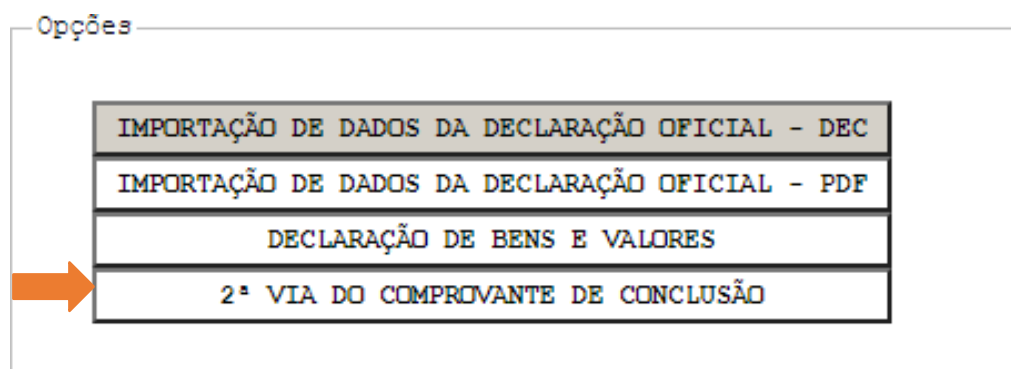 Opções
IMPORTAÇÃO DE DADOS DA DECLARAÇÃO OFICIAL - DEC
IMPORTAÇÃO DE DADOS DA DECLARAÇÃO OFICIAL - PDF
DECLARAÇÃO DE BENS E VALORES
2ª VIA DO COMPROVANTE DE CONCLUSÃO